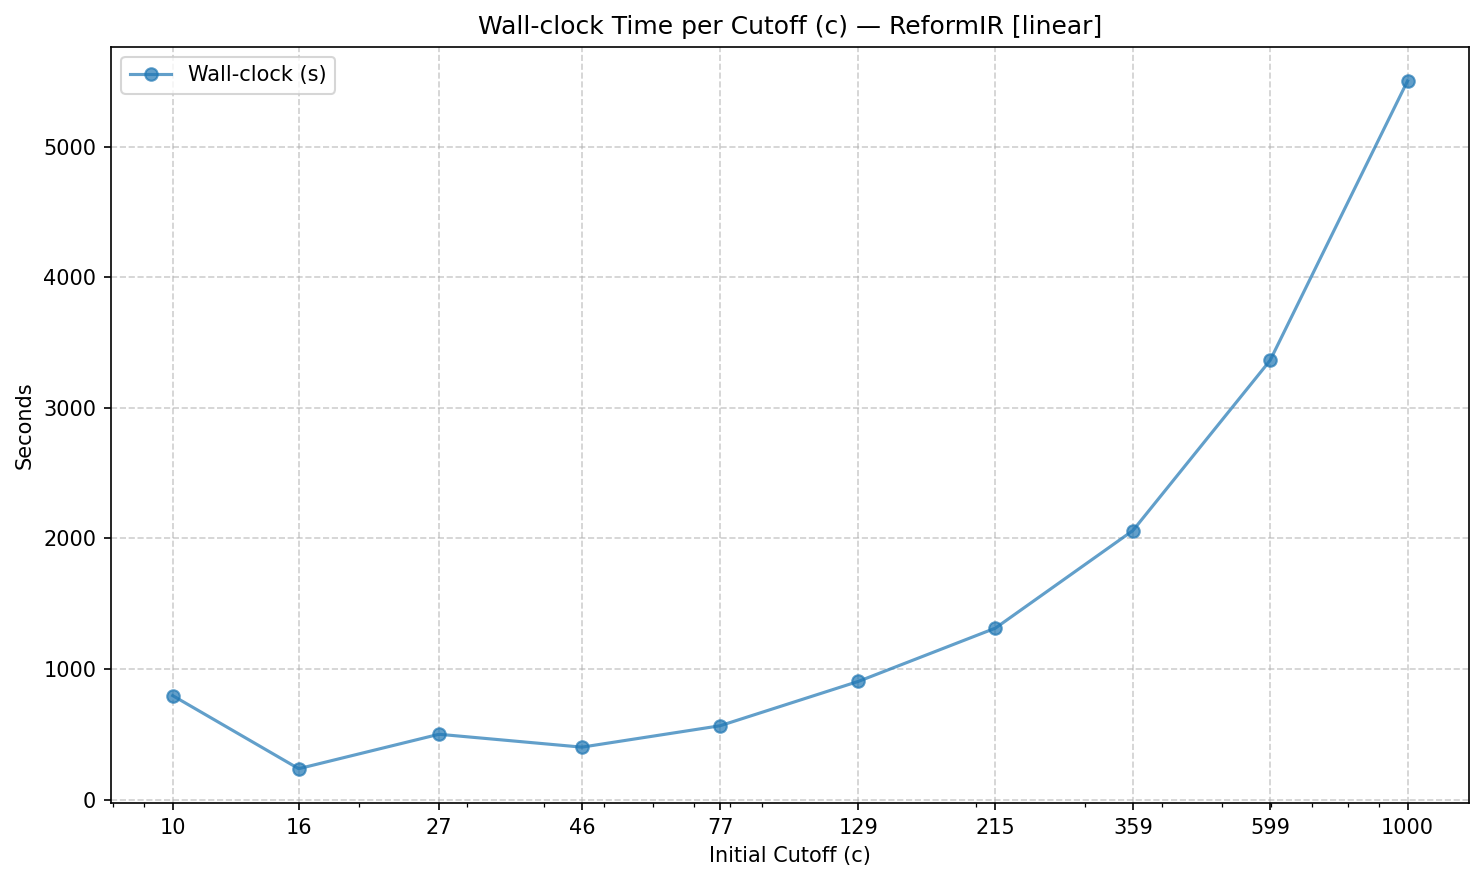 Wall-clock Time per Cutoff (c) — ReformIR [linear]
Wall-clock (s)
5000
4000
3000
2000
1000
0
Seconds
10 16 27 46 77 129 215 359 599 1000
Initial Cutoff (c)